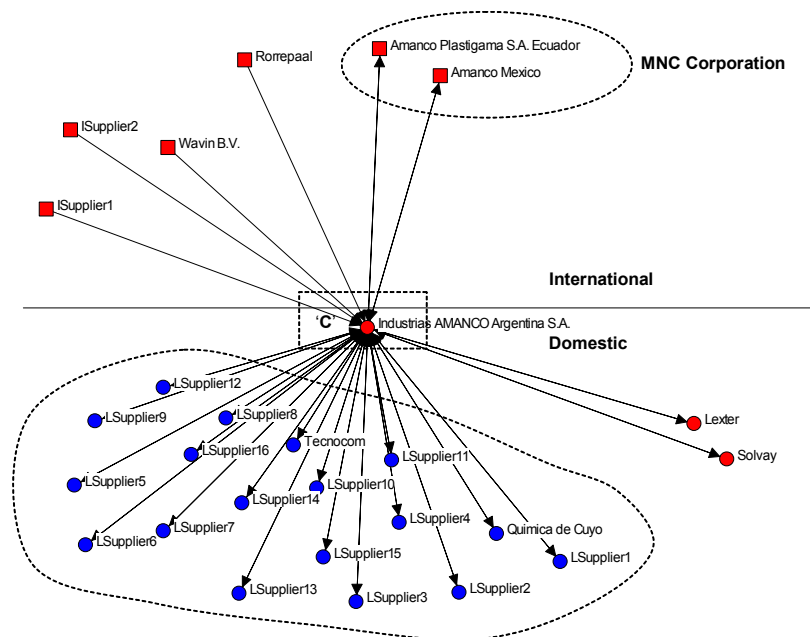 Amanco Plastigama S.A. Ecuador
Rorrepaal
MNC Corporation
Amanco Mexico
ISupplier2
Wavin B.V.
ISupplier1
International
'C'
Industrias AMANCO Argentina S.A.
Domestic
LSupplier12
LSupplier9
LSupplier8
Lexter
Tecnocom
LSupplier16
LSupplier11
Solvay
LSupplier5
LSupplier10
LSupplier14
LSupplier4
LSupplier7
Quimica de Cuyo
LSupplier6
LSupplier15
LSupplier1
LSupplier13
LSupplier2
LSupplier3